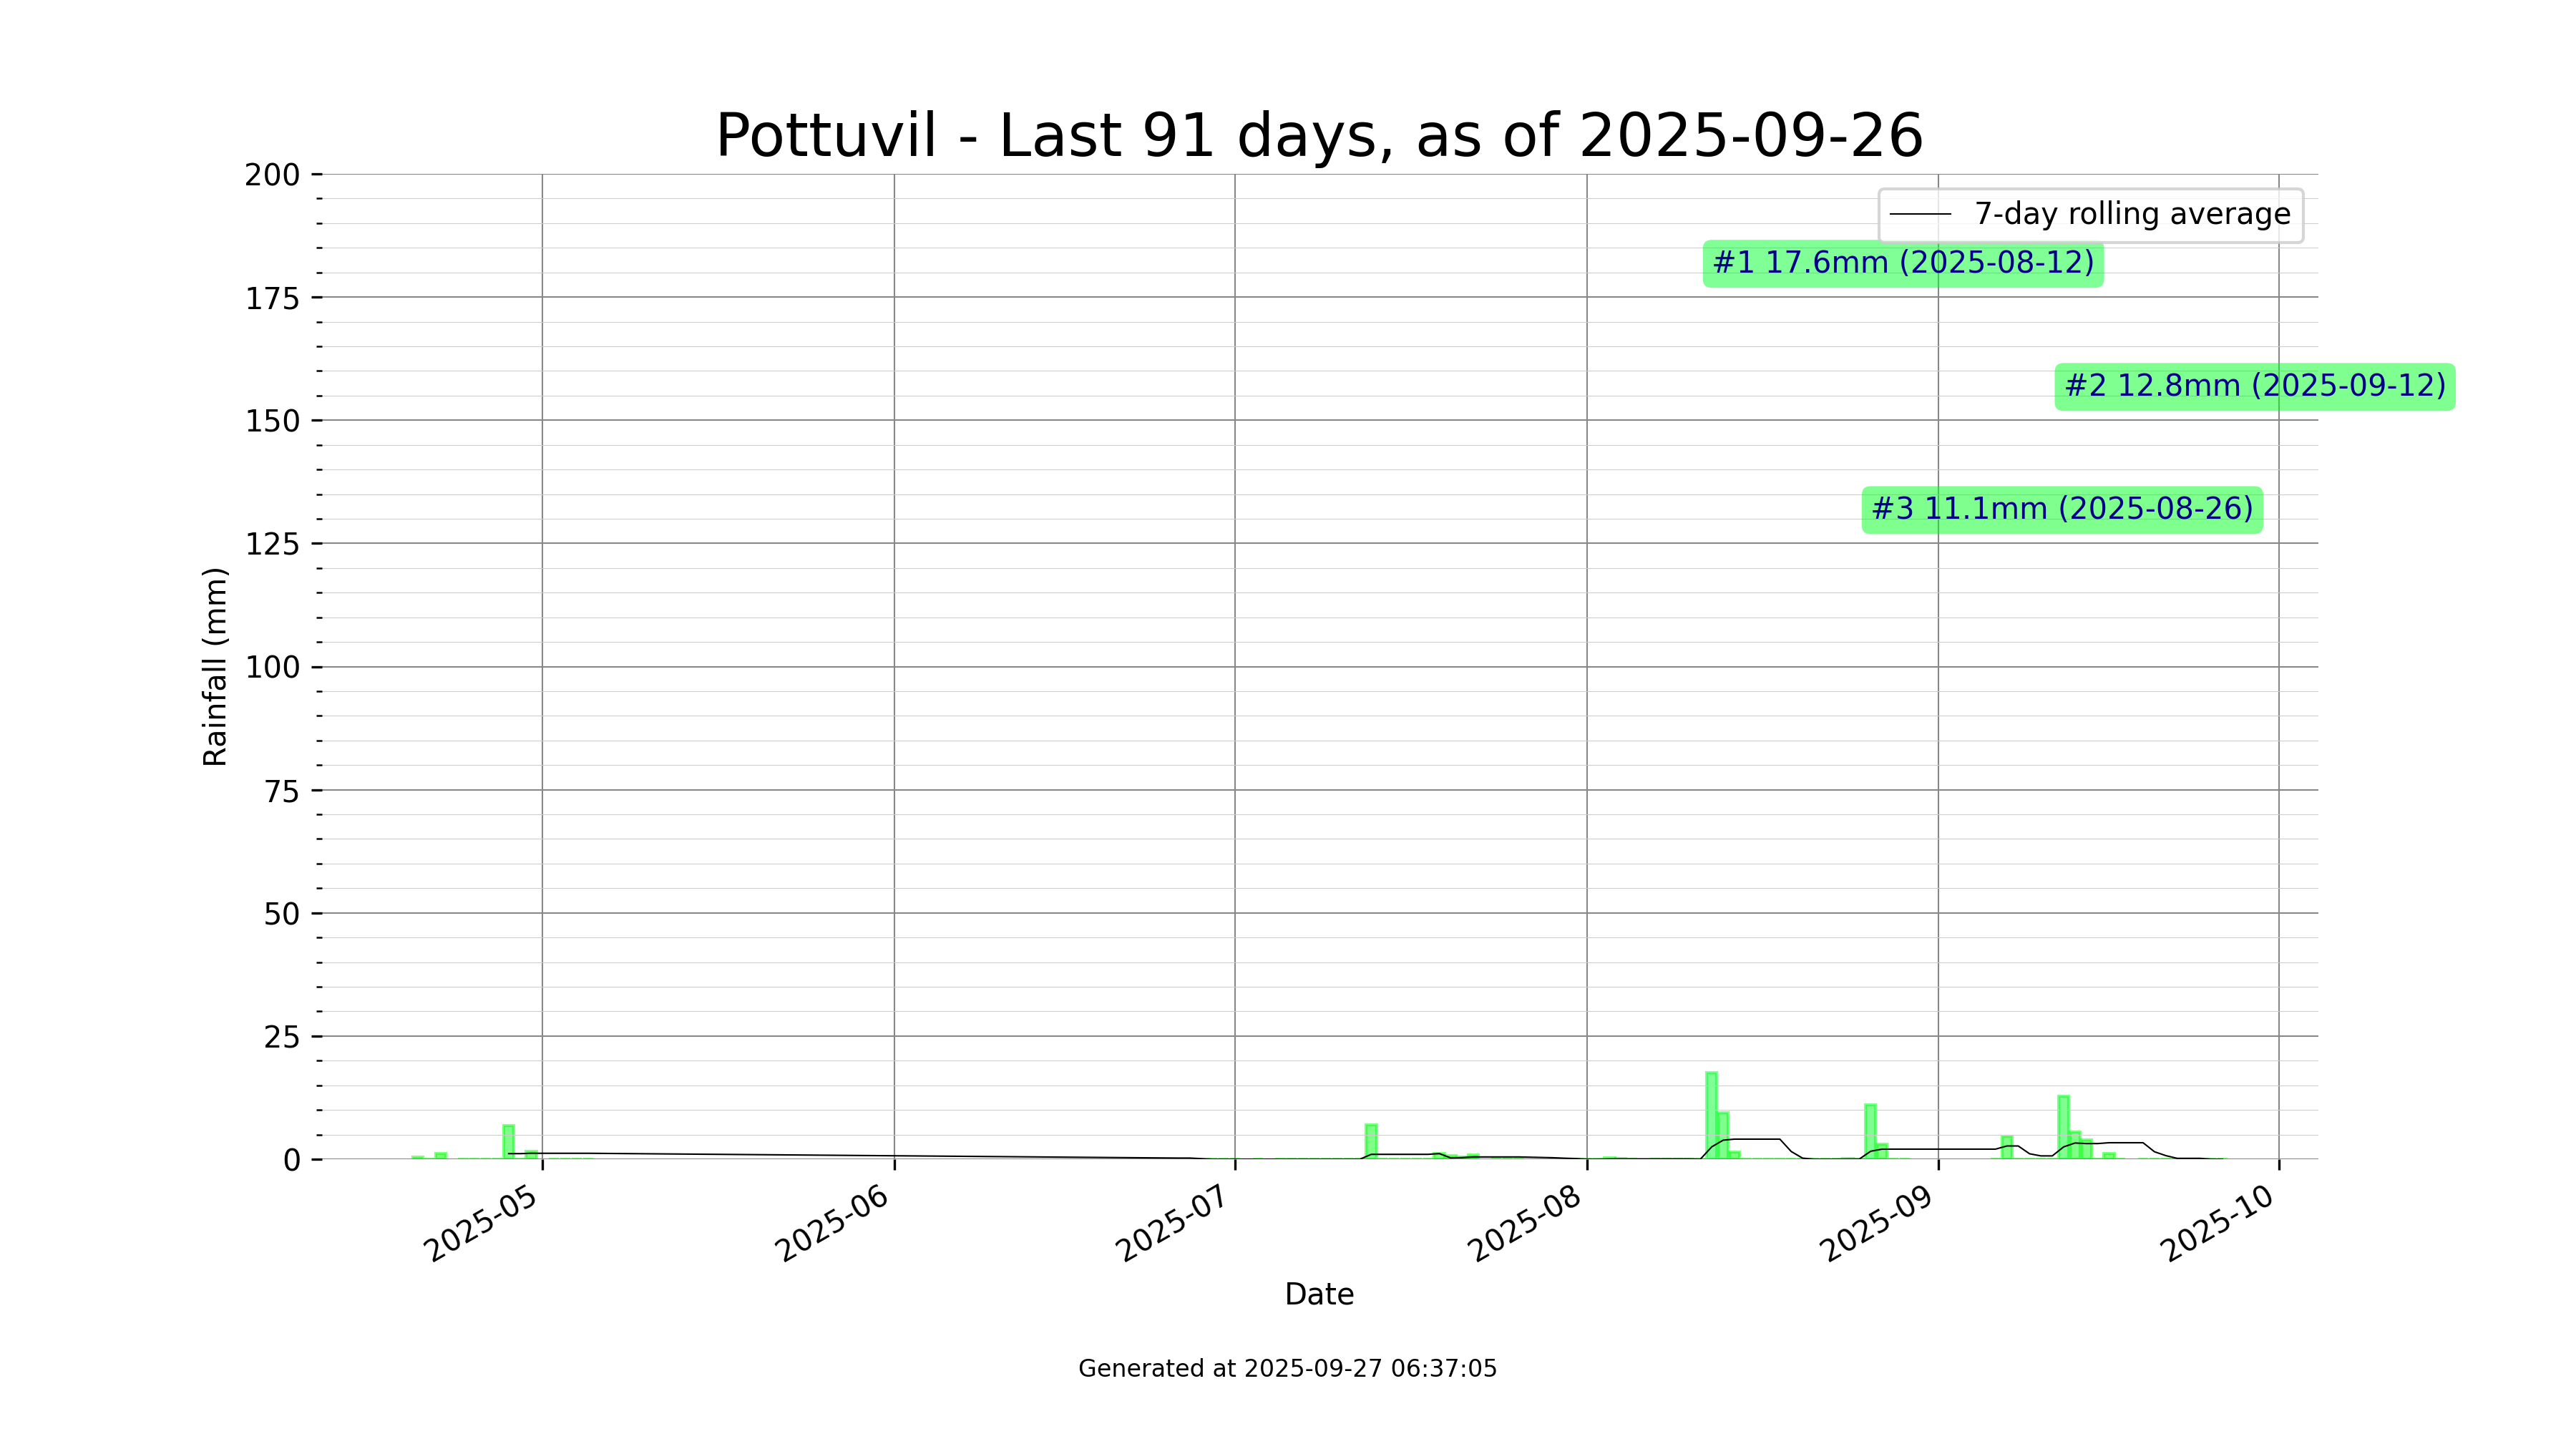 Pottuvil - Last 91 days, as of 2025-09-26
200
175
150
125
100
75
50
25
0
Rainfall (mm)
7-day rolling average
#1 17.6mm (2025-08-12)
#2 12.8mm (2025-09-12)
#3 11.1mm (2025-08-26)
2025-05
2025-06
2025-07
2025-08
2025-09
2025-10
Date
Generated at 2025-09-27 06:37:05